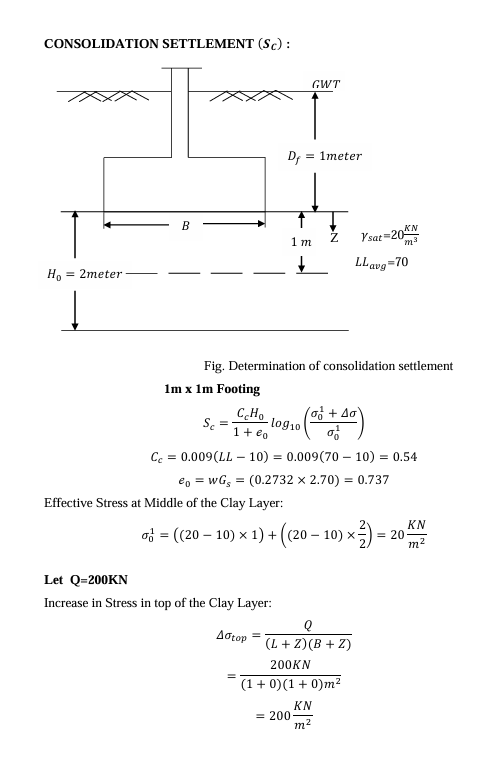 CONSOLIDATION SETTLEMENT (S_C) :
GWT
D_f = 1meter
B
1 m
Z
γ_sat=20 KN/m³
LL_avg=70
H_0 = 2meter
Fig. Determination of consolidation settlement
1m x 1m Footing
S_c = C_c H_0 / (1 + e_0) log_10 ((σ_0^1 + Δσ) / σ_0^1)
C_c = 0.009(LL − 10) = 0.009(70 − 10) = 0.54
e_0 = wG_s = (0.2732 × 2.70) = 0.737
Effective Stress at Middle of the Clay Layer:
σ_0^1 = ((20 − 10) × 1) + ((20 − 10) × 2/2) = 20 KN/m²
Let Q=200KN
Increase in Stress in top of the Clay Layer:
Δσ_top = Q / (L + Z)(B + Z)
= 200KN / (1 + 0)(1 + 0)m²
= 200 KN/m²